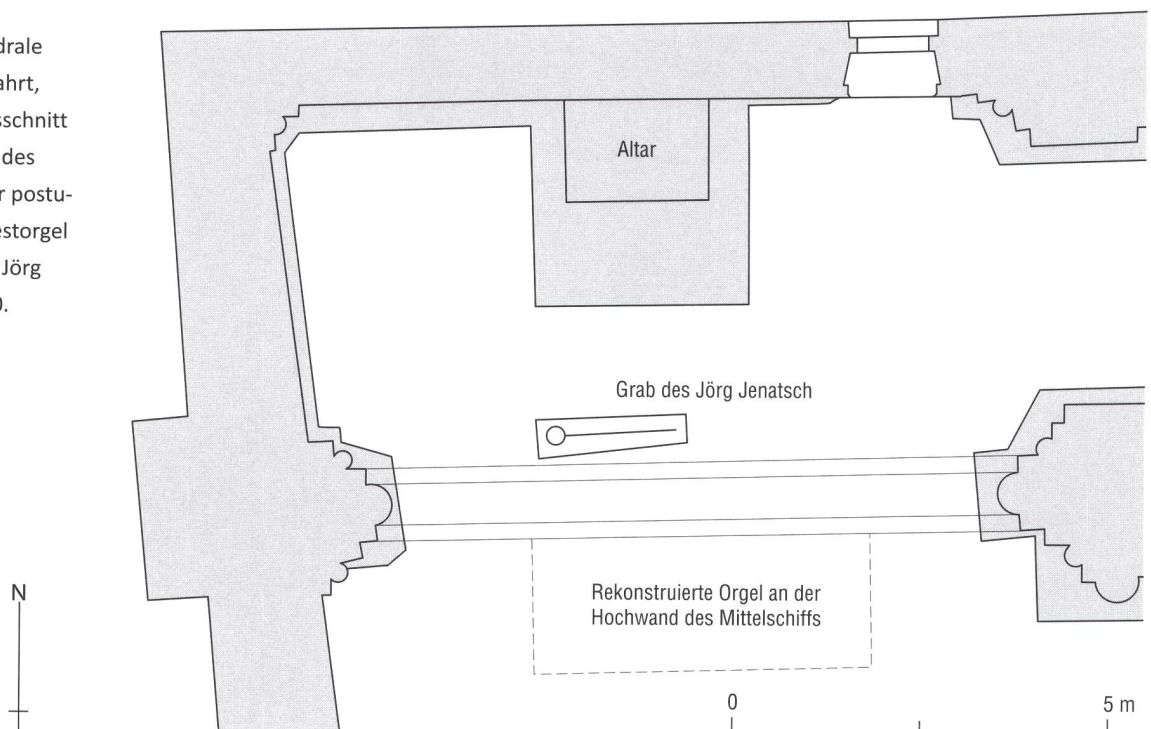 drale
ahrt,
sschnitt
des
r postu-
estorgel
Jörg
0.
Altar
Grab des Jörg Jenatsch
Rekonstruierte Orgel an der
Hochwand des Mittelschiffs
N
0
5 m